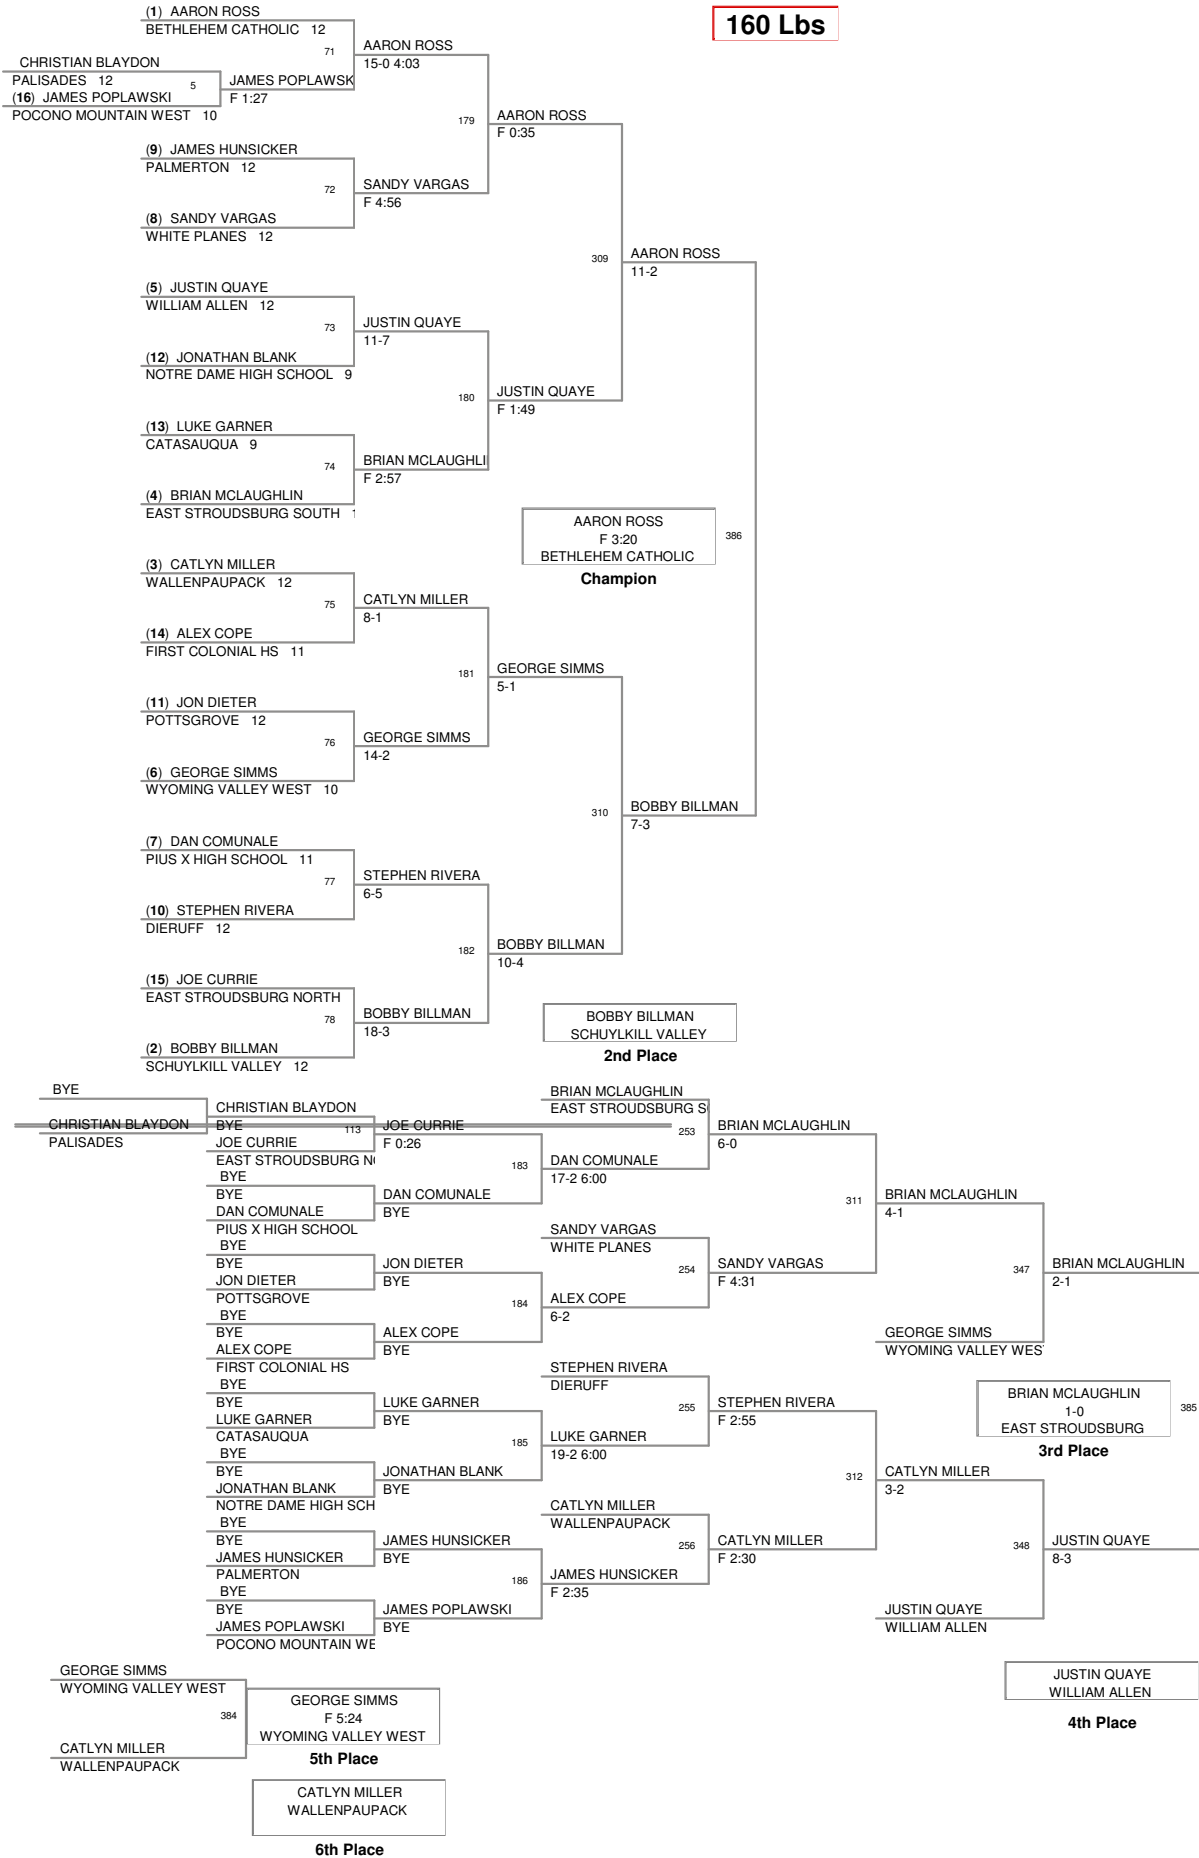 160 Lbs
(1) AARON ROSS
BETHLEHEM CATHOLIC 12
71
AARON ROSS
15-0 4:03
CHRISTIAN BLAYDON
PALISADES 12
5
(16) JAMES POPLAWSKI
POCONO MOUNTAIN WEST 10
JAMES POPLAWSK
F 1:27
179
AARON ROSS
F 0:35
(9) JAMES HUNSICKER
PALMERTON 12
72
SANDY VARGAS
F 4:56
(8) SANDY VARGAS
WHITE PLANES 12
309
AARON ROSS
11-2
(5) JUSTIN QUAYE
WILLIAM ALLEN 12
73
JUSTIN QUAYE
11-7
(12) JONATHAN BLANK
NOTRE DAME HIGH SCHOOL 9
180
JUSTIN QUAYE
F 1:49
(13) LUKE GARNER
CATASAUQUA 9
74
BRIAN MCLAUGHLI
F 2:57
(4) BRIAN MCLAUGHLIN
EAST STROUDSBURG SOUTH 1
AARON ROSS
F 3:20
BETHLEHEM CATHOLIC
Champion
386
(3) CATLYN MILLER
WALLENPAUPACK 12
75
CATLYN MILLER
8-1
(14) ALEX COPE
FIRST COLONIAL HS 11
181
GEORGE SIMMS
5-1
(11) JON DIETER
POTTSGROVE 12
76
GEORGE SIMMS
14-2
(6) GEORGE SIMMS
WYOMING VALLEY WEST 10
310
BOBBY BILLMAN
7-3
(7) DAN COMUNALE
PIUS X HIGH SCHOOL 11
77
STEPHEN RIVERA
6-5
(10) STEPHEN RIVERA
DIERUFF 12
182
BOBBY BILLMAN
10-4
(15) JOE CURRIE
EAST STROUDSBURG NORTH
78
BOBBY BILLMAN
18-3
(2) BOBBY BILLMAN
SCHUYLKILL VALLEY 12
BOBBY BILLMAN
SCHUYLKILL VALLEY
2nd Place
BYE
CHRISTIAN BLAYDON
PALISADES
CHRISTIAN BLAYDON
BYE
113
JOE CURRIE
EAST STROUDSBURG N
JOE CURRIE
F 0:26
BYE
BYE
DAN COMUNALE
PIUS X HIGH SCHOOL
DAN COMUNALE
BYE
183
BRIAN MCLAUGHLIN
EAST STROUDSBURG S
253
DAN COMUNALE
17-2 6:00
BRIAN MCLAUGHLIN
6-0
BYE
BYE
JON DIETER
POTTSGROVE
JON DIETER
BYE
184
BYE
BYE
ALEX COPE
FIRST COLONIAL HS
ALEX COPE
BYE
SANDY VARGAS
WHITE PLANES
254
ALEX COPE
6-2
SANDY VARGAS
F 4:31
311
BRIAN MCLAUGHLIN
4-1
347
GEORGE SIMMS
WYOMING VALLEY WES
BRIAN MCLAUGHLIN
2-1
BYE
BYE
LUKE GARNER
CATASAUQUA
LUKE GARNER
BYE
185
BYE
BYE
JONATHAN BLANK
NOTRE DAME HIGH SCH
JONATHAN BLANK
BYE
STEPHEN RIVERA
DIERUFF
255
LUKE GARNER
19-2 6:00
STEPHEN RIVERA
F 2:55
BRIAN MCLAUGHLIN
1-0
EAST STROUDSBURG
3rd Place
385
BYE
BYE
JAMES HUNSICKER
PALMERTON
JAMES HUNSICKER
BYE
186
BYE
BYE
JAMES POPLAWSKI
POCONO MOUNTAIN WE
JAMES POPLAWSKI
BYE
CATLYN MILLER
WALLENPAUPACK
256
JAMES HUNSICKER
F 2:35
CATLYN MILLER
F 2:30
312
CATLYN MILLER
3-2
348
JUSTIN QUAYE
WILLIAM ALLEN
JUSTIN QUAYE
8-3
GEORGE SIMMS
WYOMING VALLEY WEST
384
CATLYN MILLER
WALLENPAUPACK
GEORGE SIMMS
F 5:24
WYOMING VALLEY WEST
5th Place
JUSTIN QUAYE
WILLIAM ALLEN
4th Place
CATLYN MILLER
WALLENPAUPACK
6th Place